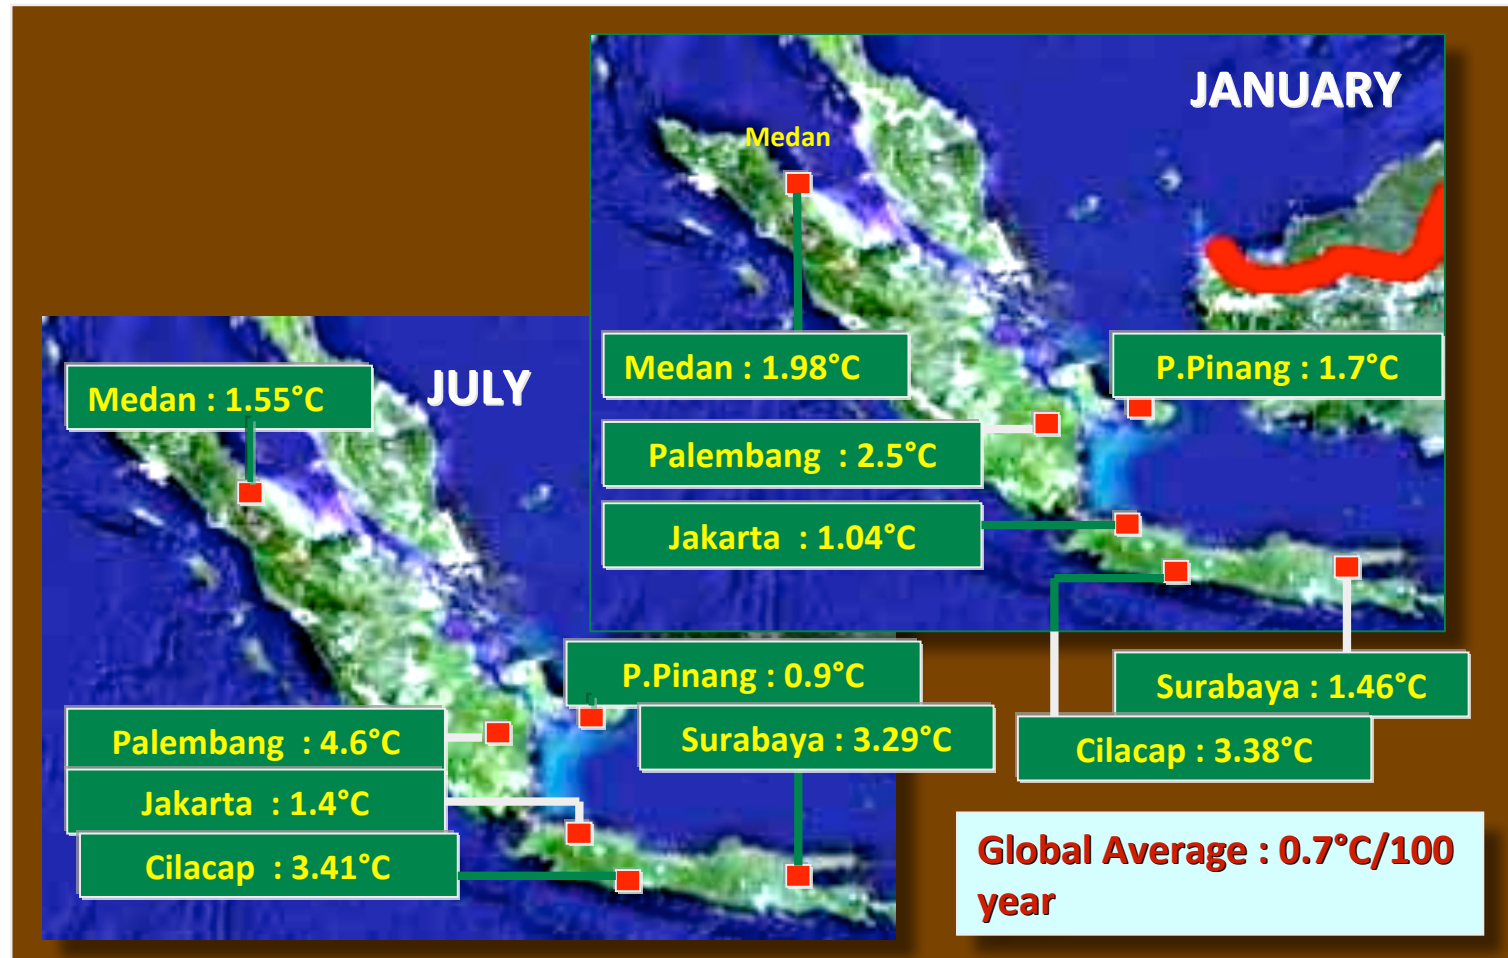 JANUARY
Medan
Medan : 1.98°C
P.Pinang : 1.7°C
Palembang : 2.5°C
Jakarta : 1.04°C
Surabaya : 1.46°C
Cilacap : 3.38°C
JULY
Medan : 1.55°C
P.Pinang : 0.9°C
Surabaya : 3.29°C
Palembang : 4.6°C
Jakarta : 1.4°C
Cilacap : 3.41°C
Global Average : 0.7°C/100
year